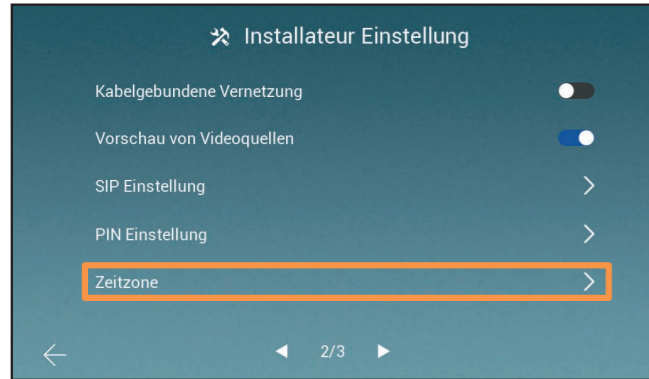 Installateur Einstellung
Kabelgebundene Vernetzung
Vorschau von Videoquellen
SIP Einstellung
PIN Einstellung
Zeitzone
2/3